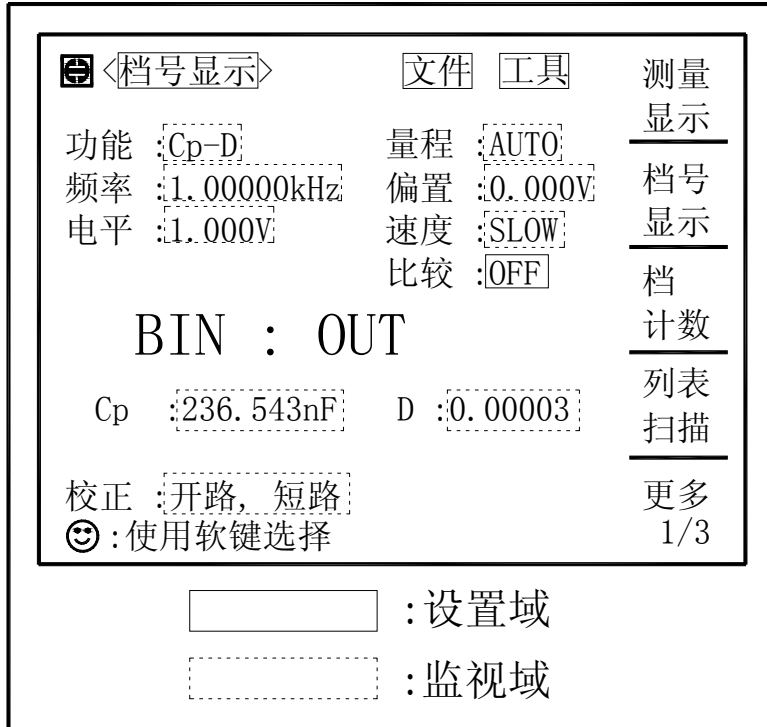 <档号显示> 文件 工具
功能 :Cp-D 量程 :AUTO
频率 :1.00000kHz 偏置 :0.000V
电平 :1.000V 速度 :SLOW
比较 :OFF
BIN : OUT
Cp :236.543nF D :0.00003
校正 :开路, 短路
:使用软键选择
测量
显示
档号
显示
档
计数
列表
扫描
更多
1/3
:设置域
:监视域